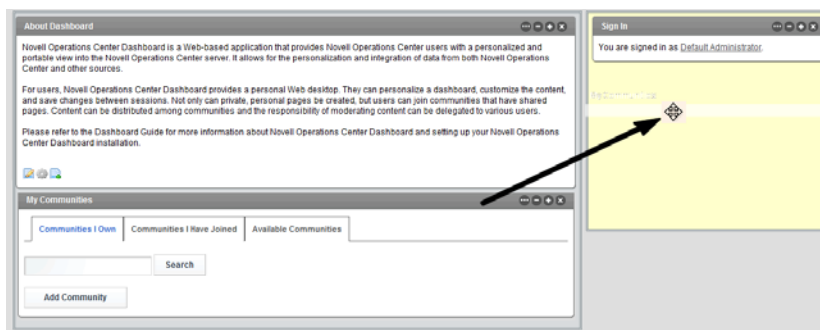 About Dashboard
Novell Operations Center Dashboard is a Web-based application that provides Novell Operations Center users with a personalized and
portable view into the Novell Operations Center server. It allows for the personalization and integration of data from both Novell Operations
Center and other sources.
For users, Novell Operations Center Dashboard provides a personal Web desktop. They can personalize a dashboard, customize the content,
and save changes between sessions. Not only can private, personal pages be created, but users can join communities that have shared
pages. Content can be distributed among communities and the responsibility of moderating content can be delegated to various users.
Please refer to the Dashboard Guide for more information about Novell Operations Center Dashboard and setting up your Novell Operations
Center Dashboard installation.
My Communities
Communities I Own Communities I Have Joined Available Communities
Search
Add Community
Sign In
You are signed in as Default Administrator.